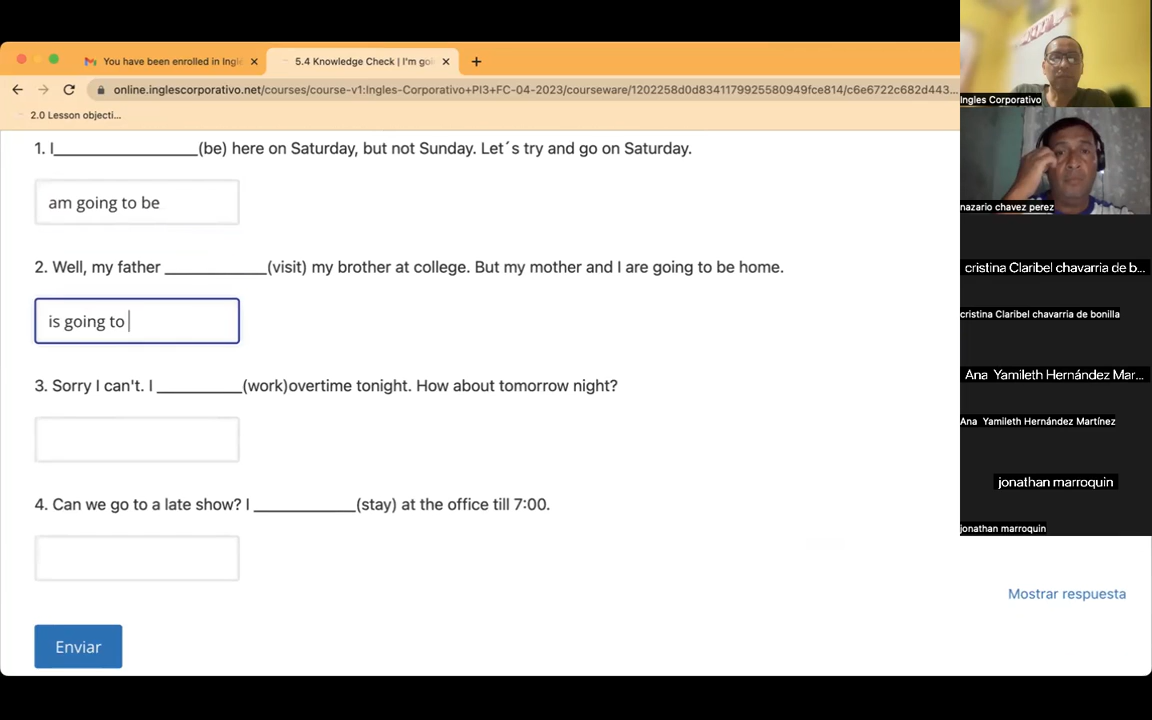 You have been enrolled in Ingl
5.4 Knowledge Check | I'm goi
online.inglescorporativo.net/courses/course-v1:Ingles-Corporativo+PI3+FC-04-2023/courseware/1202258d0d8341179925580949fce814/c6e6722c682d443...
2.0 Lesson objecti...
1. I________________(be) here on Saturday, but not Sunday. Let´s try and go on Saturday.
am going to be
2. Well, my father ____________(visit) my brother at college. But my mother and I are going to be home.
is going to
3. Sorry I can't. I __________(work)overtime tonight. How about tomorrow night?
4. Can we go to a late show? I ____________(stay) at the office till 7:00.
Mostrar respuesta
Enviar
Ingles Corporativo
nazario chavez perez
cristina Claribel chavarria de b...
cristina Claribel chavarria de bonilla
Ana Yamileth Hernández Mar...
Ana Yamileth Hernández Martínez
jonathan marroquin
jonathan marroquin